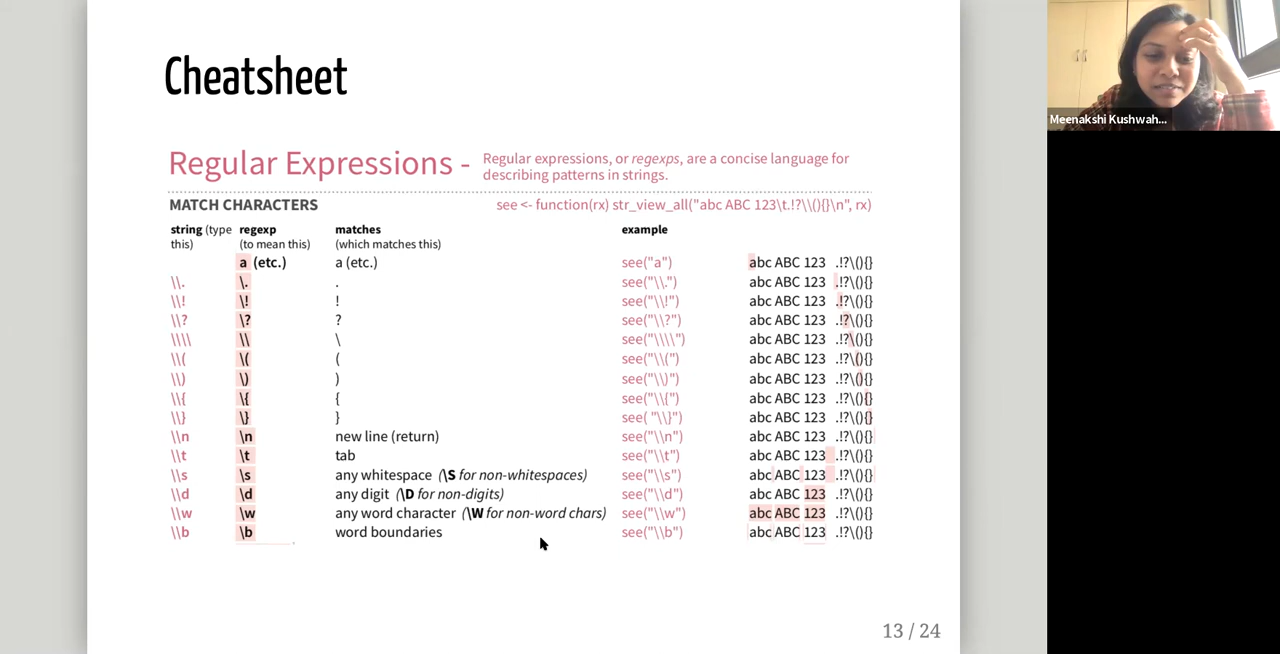 Cheatsheet
Meenakshi Kushwah...
Regular Expressions - Regular expressions, or regexps, are a concise language for
describing patterns in strings.
MATCH CHARACTERS see <- function(rx) str_view_all("abc ABC 123\t.!?\\(){}\n", rx)
string (type regexp matches example
this) (to mean this) (which matches this)
a (etc.) a (etc.) see("a") abc ABC 123 .!?\(){}
\\. \. . see("\\.") abc ABC 123 .!?\(){}
\\! \! ! see("\\!") abc ABC 123 .!?\(){}
\\? \? ? see("\\?") abc ABC 123 .!?\(){}
\\\\ \\ \ see("\\\\") abc ABC 123 .!?\(){}
\\( \( ( see("\\(") abc ABC 123 .!?\(){}
\\) \) ) see("\\)") abc ABC 123 .!?\(){}
\\{ \{ { see("\\{") abc ABC 123 .!?\(){}
\\} \} } see( "\\}") abc ABC 123 .!?\(){}
\\n \n new line (return) see("\\n") abc ABC 123 .!?\(){}
\\t \t tab see("\\t") abc ABC 123 .!?\(){}
\\s \s any whitespace (\S for non-whitespaces) see("\\s") abc ABC 123 .!?\(){}
\\d \d any digit (\D for non-digits) see("\\d") abc ABC 123 .!?\(){}
\\w \w any word character (\W for non-word chars) see("\\w") abc ABC 123 .!?\(){}
\\b \b word boundaries see("\\b") abc ABC 123 .!?\(){}
13 / 24